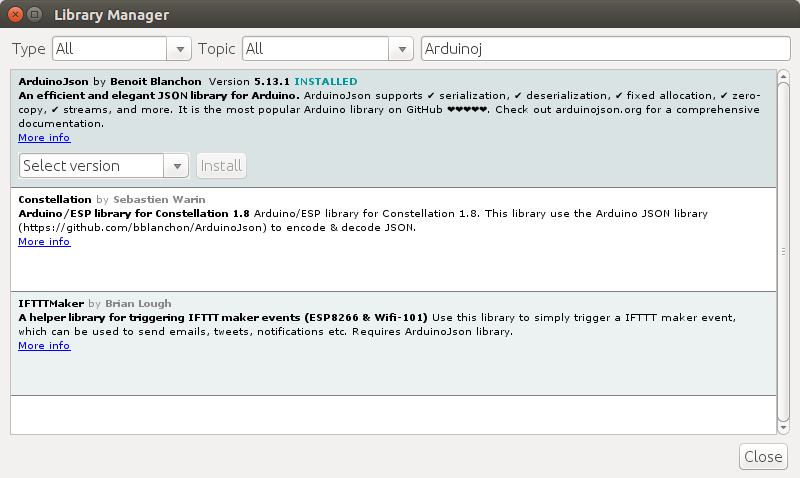 Library Manager
Type All Topic All Arduinoj
ArduinoJson by Benoit Blanchon Version 5.13.1 INSTALLED
An efficient and elegant JSON library for Arduino. ArduinoJson supports ✔ serialization, ✔ deserialization, ✔ fixed allocation, ✔ zero-
copy, ✔ streams, and more. It is the most popular Arduino library on GitHub ❤❤❤❤❤. Check out arduinojson.org for a comprehensive
documentation.
More info
Select version Install
Constellation by Sebastien Warin
Arduino/ESP library for Constellation 1.8 Arduino/ESP library for Constellation 1.8. This library use the Arduino JSON library
(https://github.com/bblanchon/ArduinoJson) to encode & decode JSON.
More info
IFTTTMaker by Brian Lough
A helper library for triggering IFTTT maker events (ESP8266 & Wifi-101) Use this library to simply trigger a IFTTT maker event,
which can be used to send emails, tweets, notifications etc. Requires ArduinoJson library.
More info
Close